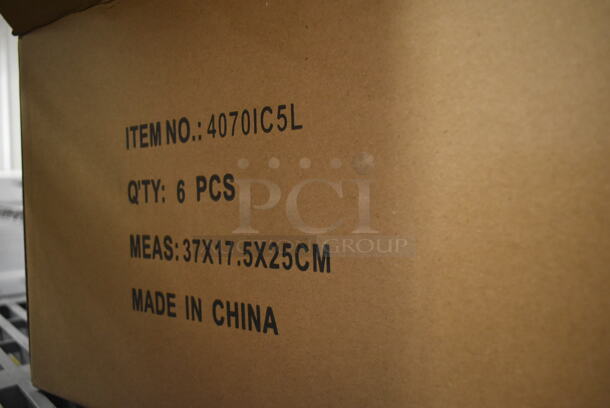 ITEM NO.: 4070IC5L
Q'TY: 6 PCS
PCI
GROUP
MEAS: 37X17.5X25CM
MADE IN CHINA